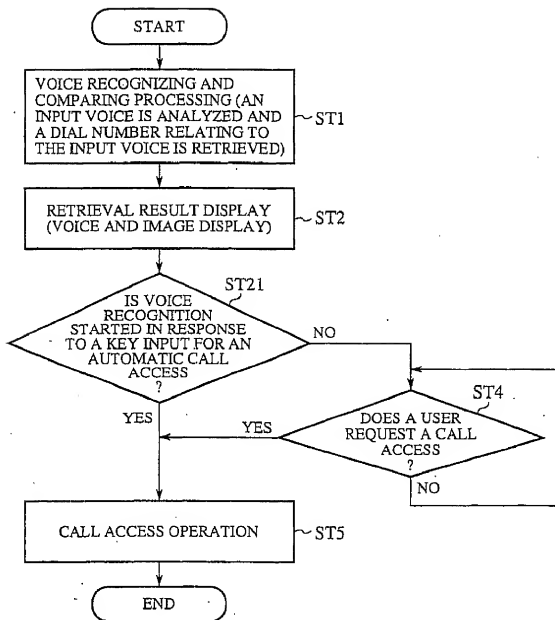 START
VOICE RECOGNIZING AND
COMPARING PROCESSING (AN
INPUT VOICE IS ANALYZED AND
A DIAL NUMBER RELATING TO
THE INPUT VOICE IS RETRIEVED)
ST1
RETRIEVAL RESULT DISPLAY
(VOICE AND IMAGE DISPLAY)
ST2
ST21
IS VOICE
RECOGNITION
STARTED IN RESPONSE
TO A KEY INPUT FOR AN
AUTOMATIC CALL
ACCESS
?
NO
YES
ST4
DOES A USER
REQUEST A CALL
ACCESS
?
YES
NO
CALL ACCESS OPERATION
ST5
END